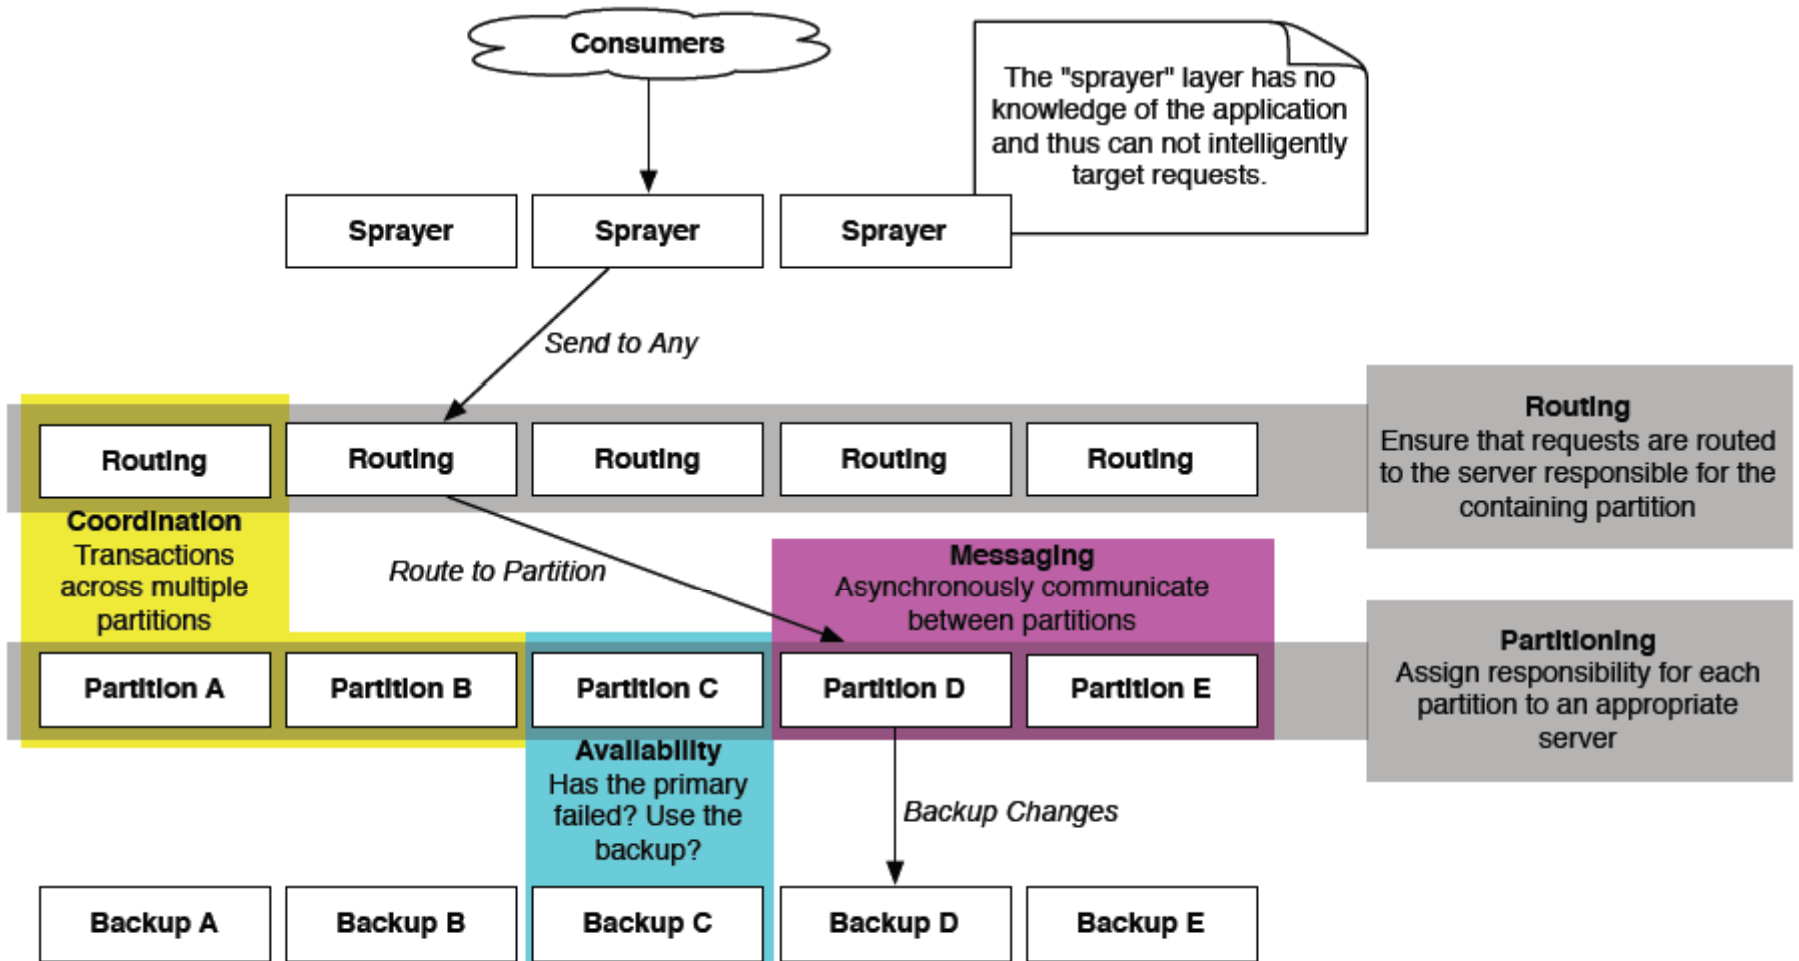 Consumers
The "sprayer" layer has no
knowledge of the application
and thus can not intelligently
target requests.
Sprayer
Sprayer
Sprayer
Send to Any
Routing
Routing
Routing
Routing
Routing
Routing
Ensure that requests are routed
to the server responsible for the
containing partition
Coordination
Transactions
across multiple
partitions
Route to Partition
Messaging
Asynchronously communicate
between partitions
Partition A
Partition B
Partition C
Partition D
Partition E
Partitioning
Assign responsibility for each
partition to an appropriate
server
Availability
Has the primary
failed? Use the
backup?
Backup Changes
Backup A
Backup B
Backup C
Backup D
Backup E